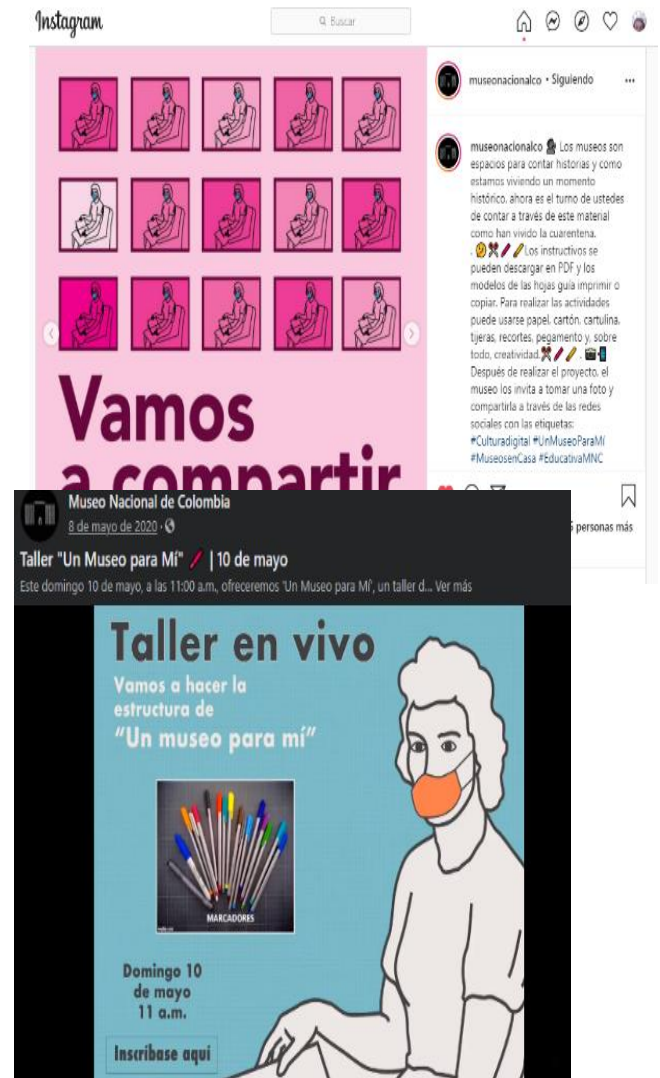 Instagram
Buscar
museonacionalco • Siguiendo
museonacionalco Los museos son
espacios para contar historias y como
estamos viviendo un momento
histórico, ahora es el turno de ustedes
de contar a través de este material
como han vivido la cuarentena.
. Los instructivos se
pueden descargar en PDF y los
modelos de las hojas guía imprimir o
copiar. Para realizar las actividades
puede usarse papel, cartón, cartulina,
tijeras, recortes, pegamento y, sobre
todo, creatividad. .
Después de realizar el proyecto, el
museo los invita a tomar una foto y
compartirla a través de las redes
sociales con las etiquetas:
#Culturadigital #UnMuseoParaMí
#MuseosenCasa #EducativaMNC
personas más
Vamos
a compartir
Museo Nacional de Colombia
8 de mayo de 2020
Taller "Un Museo para Mí" | 10 de mayo
Este domingo 10 de mayo, a las 11:00 a.m., ofreceremos 'Un Museo para Mí', un taller d... Ver más
Taller en vivo
Vamos a hacer la
estructura de
“Un museo para mí”
MARCADORES
Domingo 10
de mayo
11 a.m.
Inscríbase aquí